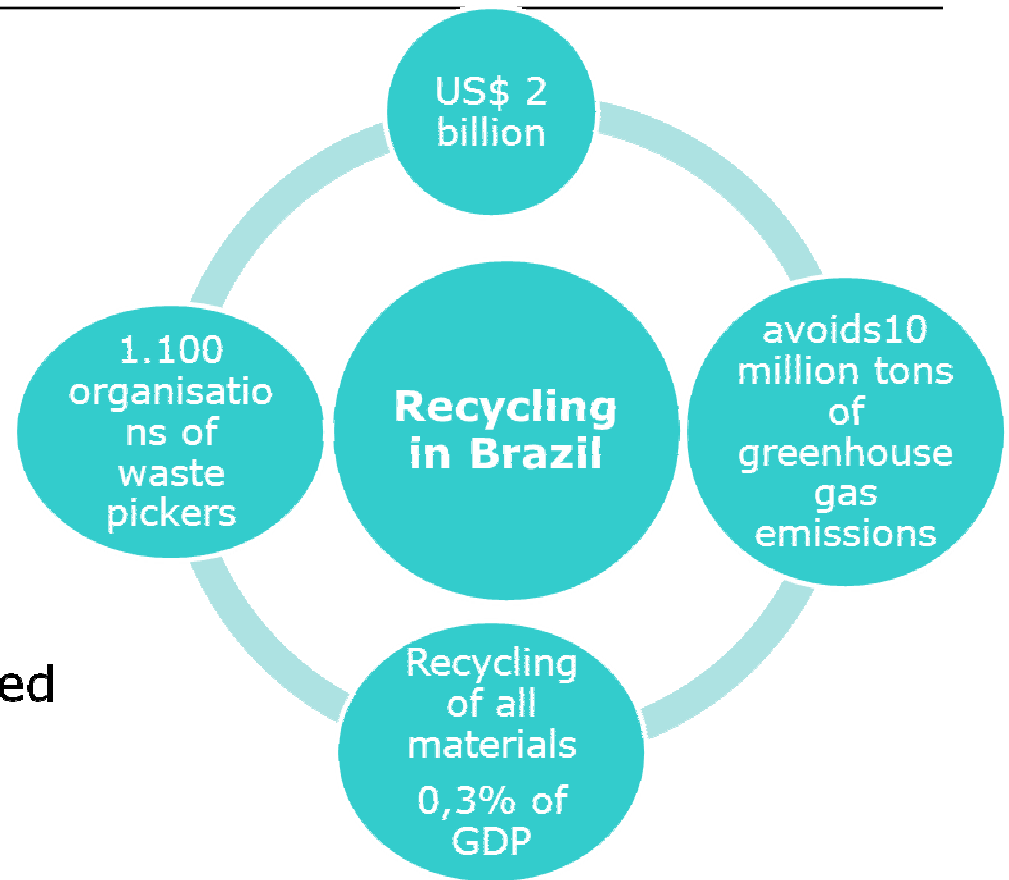 US$ 2
billion
1.100
organisatio
ns of
waste
pickers
Recycling
in Brazil
avoids10
million tons
of
greenhouse
gas
emissions
Recycling
of all
materials
0,3% of
GDP
ed